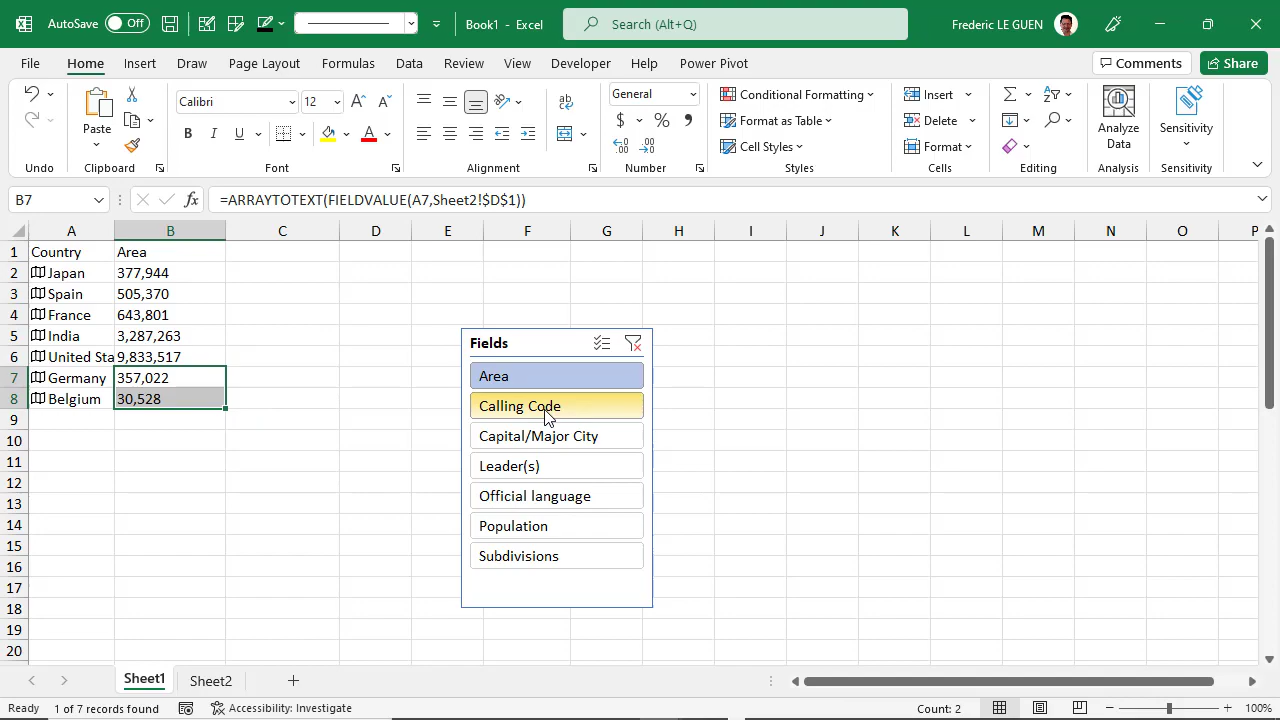 AutoSave Off Book1 - Excel Search (Alt+Q) Frederic LE GUEN
File Home Insert Draw Page Layout Formulas Data Review View Developer Help Power Pivot Comments Share
Calibri 12 General Conditional Formatting Insert
Paste Format as Table Delete Analyze Data Sensitivity
Cell Styles Format
Undo Clipboard Font Alignment Number Styles Cells Editing Analysis Sensitivity
B7 fx =ARRAYTOTEXT(FIELDVALUE(A7,Sheet2!$D$1))
A B C D E F G H I J K L M N O P
1 Country Area
2 Japan 377,944
3 Spain 505,370
4 France 643,801
5 India 3,287,263
6 United Sta 9,833,517
7 Germany 357,022
8 Belgium 30,528
9
10
11
12
13
14
15
16
17
18
19
20
Fields
Area
Calling Code
Capital/Major City
Leader(s)
Official language
Population
Subdivisions
Sheet1 Sheet2
Ready 1 of 7 records found Accessibility: Investigate Count: 2 100%